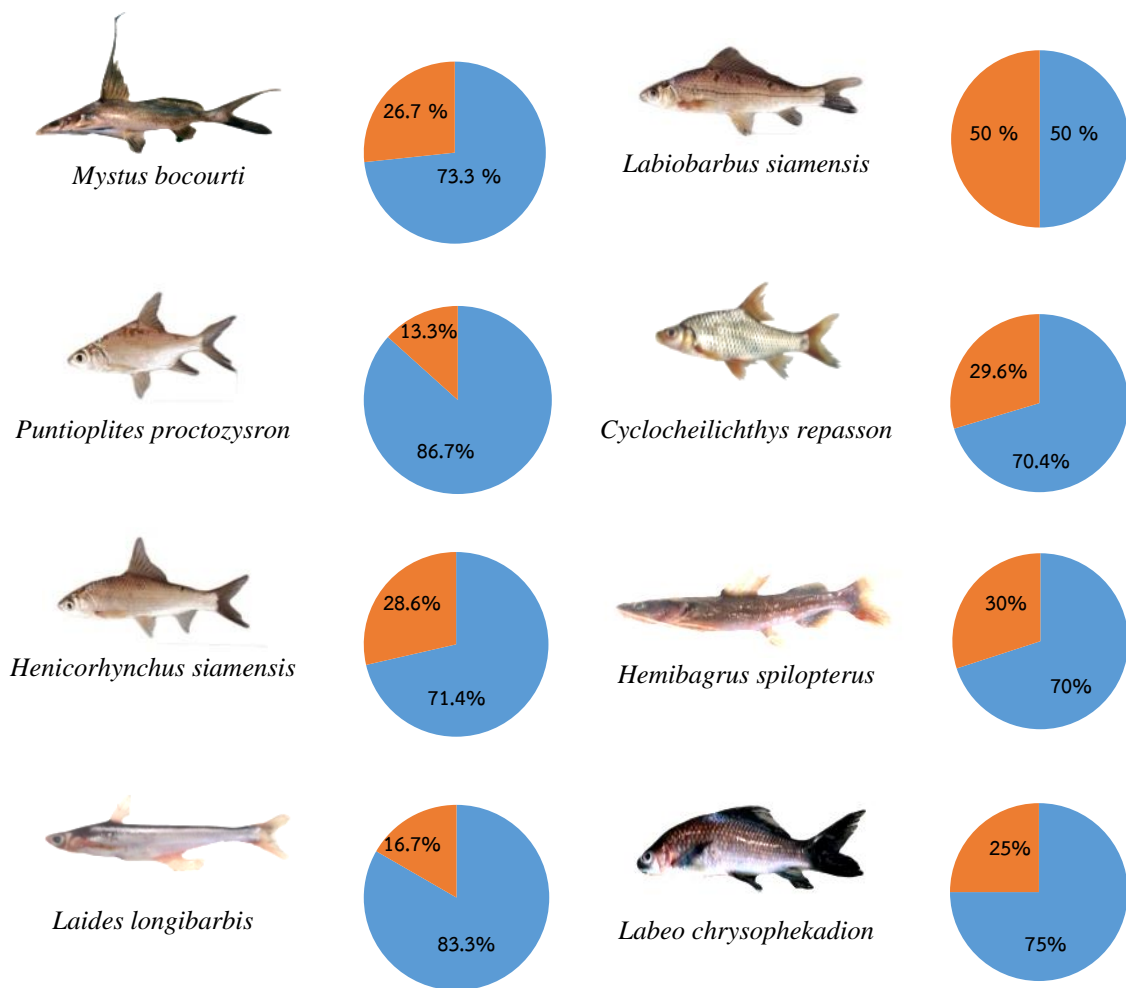 26.7 %
73.3 %
Mystus bocourti
50 %
50 %
Labiobarbus siamensis
13.3%
86.7%
Puntioplites proctozysron
29.6%
70.4%
Cyclocheilichthys repasson
28.6%
71.4%
Henicorhynchus siamensis
30%
70%
Hemibagrus spilopterus
16.7%
83.3%
Laides longibarbis
25%
75%
Labeo chrysophekadion